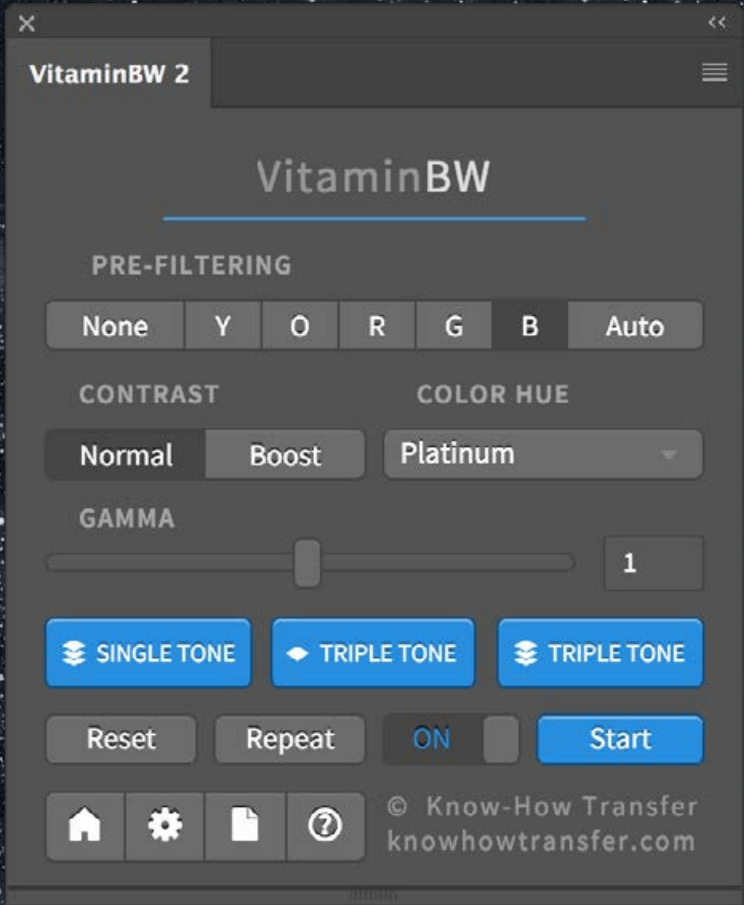 VitaminBW 2
VitaminBW
PRE-FILTERING
None Y O R G B Auto
CONTRAST COLOR HUE
Normal Boost Platinum
GAMMA
1
SINGLE TONE TRIPLE TONE TRIPLE TONE
Reset Repeat ON Start
© Know-How Transfer
knowhowtransfer.com